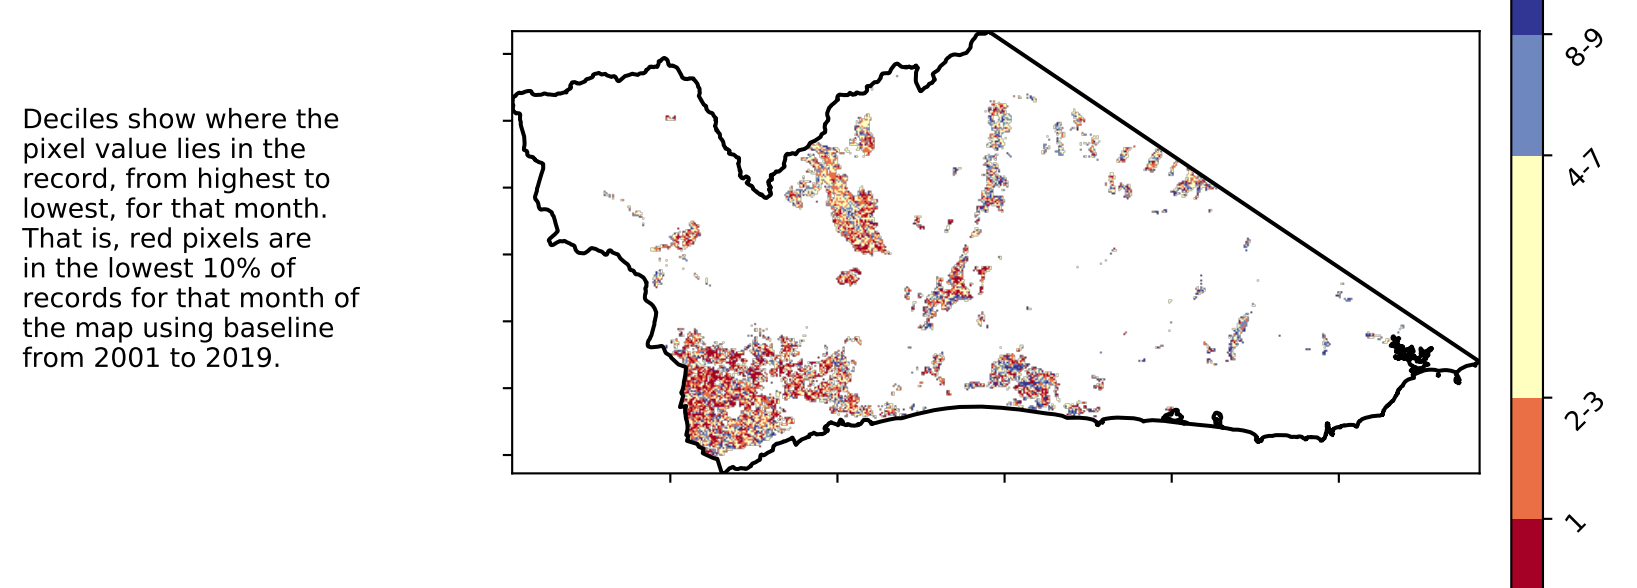 Deciles show where the
pixel value lies in the
record, from highest to
lowest, for that month.
That is, red pixels are
in the lowest 10% of
records for that month of
the map using baseline
from 2001 to 2019.
8-9
4-7
2-3
1